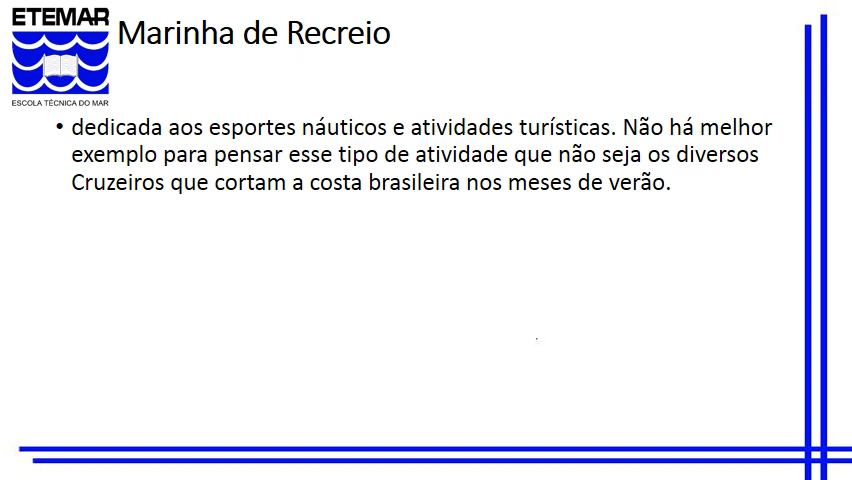 ETEMAR
ESCOLA TÉCNICA DO MAR
Marinha de Recreio
• dedicada aos esportes náuticos e atividades turísticas. Não há melhor
exemplo para pensar esse tipo de atividade que não seja os diversos
Cruzeiros que cortam a costa brasileira nos meses de verão.